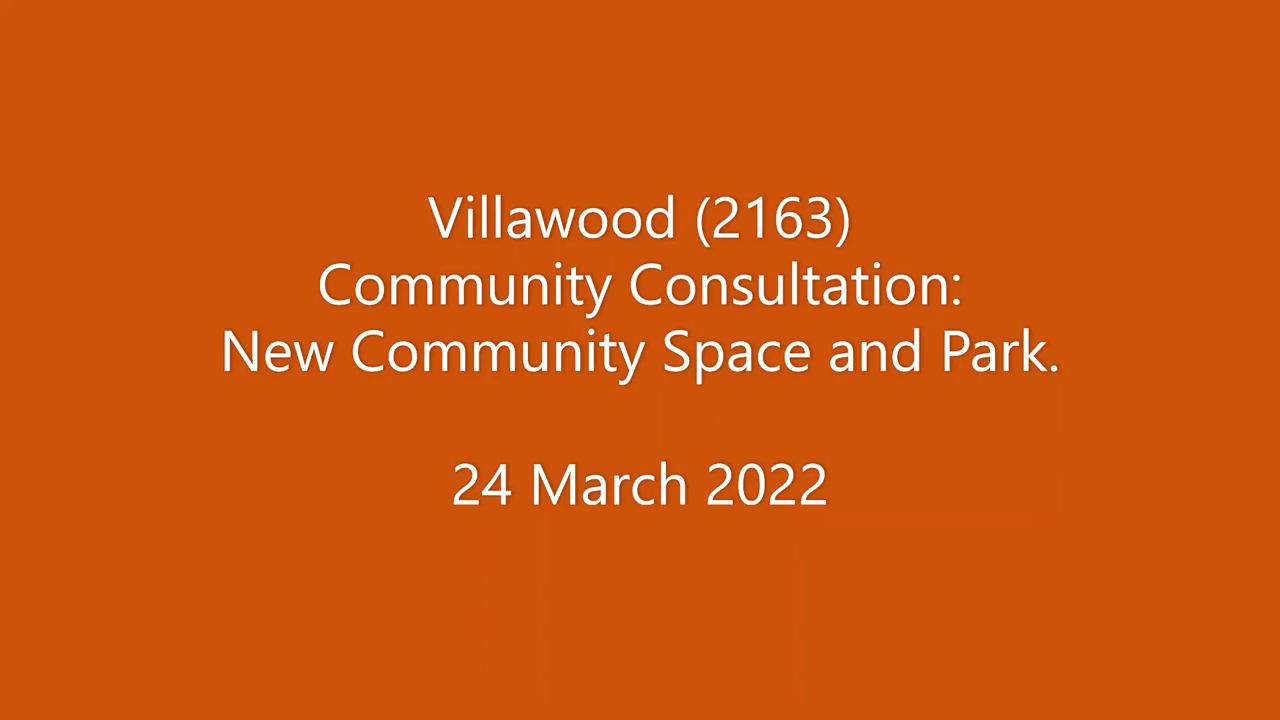 Villawood (2163)
Community Consultation:
New Community Space and Park.
24 March 2022